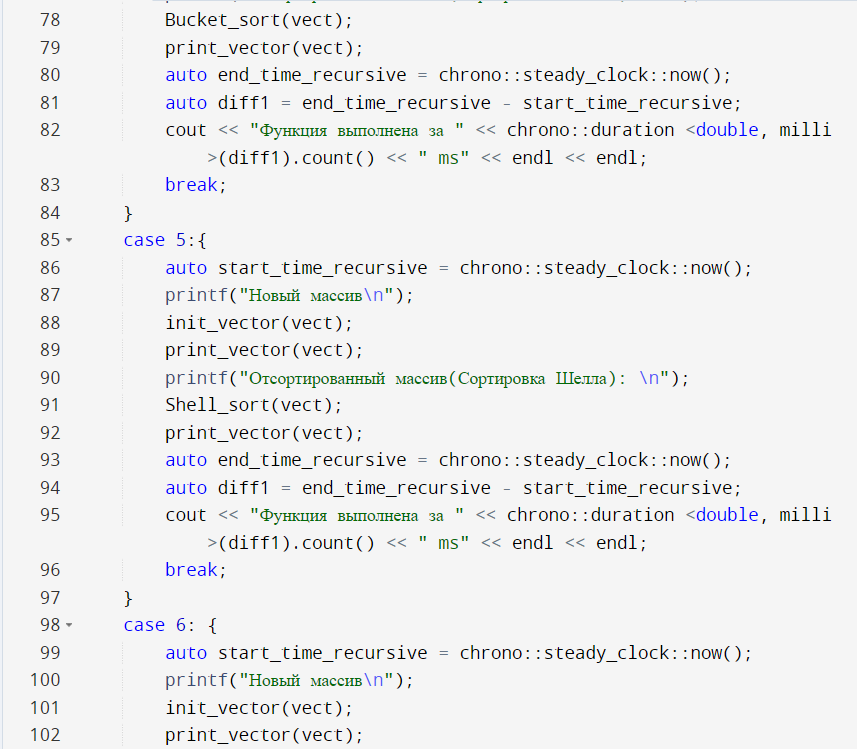 78 Bucket_sort(vect);
79 print_vector(vect);
80 auto end_time_recursive = chrono::steady_clock::now();
81 auto diff1 = end_time_recursive - start_time_recursive;
82 cout << "Функция выполнена за " << chrono::duration <double, milli
>(diff1).count() << " ms" << endl << endl;
83 break;
84 }
85 case 5:{
86 auto start_time_recursive = chrono::steady_clock::now();
87 printf("Новый массив\n");
88 init_vector(vect);
89 print_vector(vect);
90 printf("Отсортированный массив(Сортировка Шелла): \n");
91 Shell_sort(vect);
92 print_vector(vect);
93 auto end_time_recursive = chrono::steady_clock::now();
94 auto diff1 = end_time_recursive - start_time_recursive;
95 cout << "Функция выполнена за " << chrono::duration <double, milli
>(diff1).count() << " ms" << endl << endl;
96 break;
97 }
98 case 6: {
99 auto start_time_recursive = chrono::steady_clock::now();
100 printf("Новый массив\n");
101 init_vector(vect);
102 print_vector(vect);